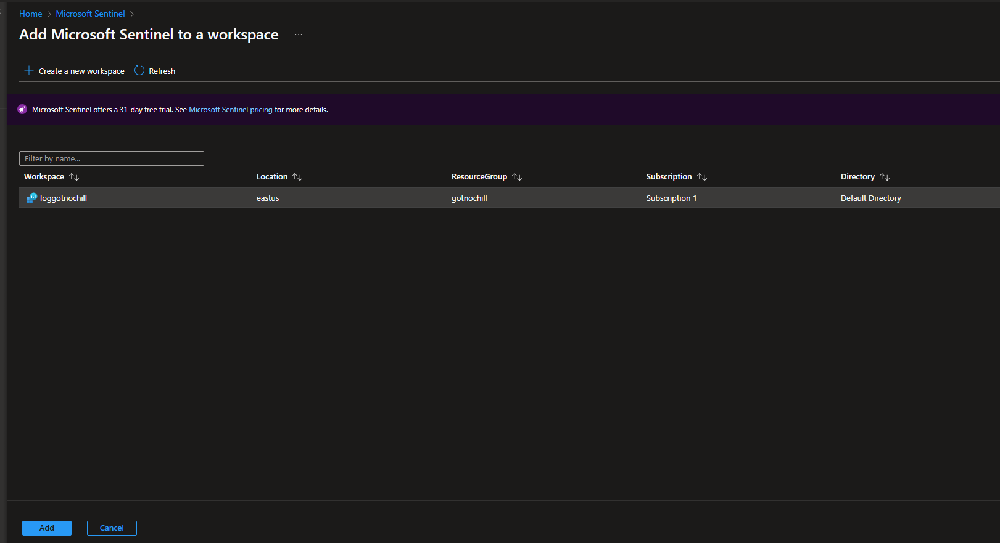 Home > Microsoft Sentinel >
Add Microsoft Sentinel to a workspace ...
Create a new workspace Refresh
Microsoft Sentinel offers a 31-day free trial. See Microsoft Sentinel pricing for more details.
Filter by name...
Workspace ↑↓ Location ↑↓ ResourceGroup ↑↓ Subscription ↑↓ Directory ↑↓
loggotnochill eastus gotnochill Subscription 1 Default Directory
Add Cancel